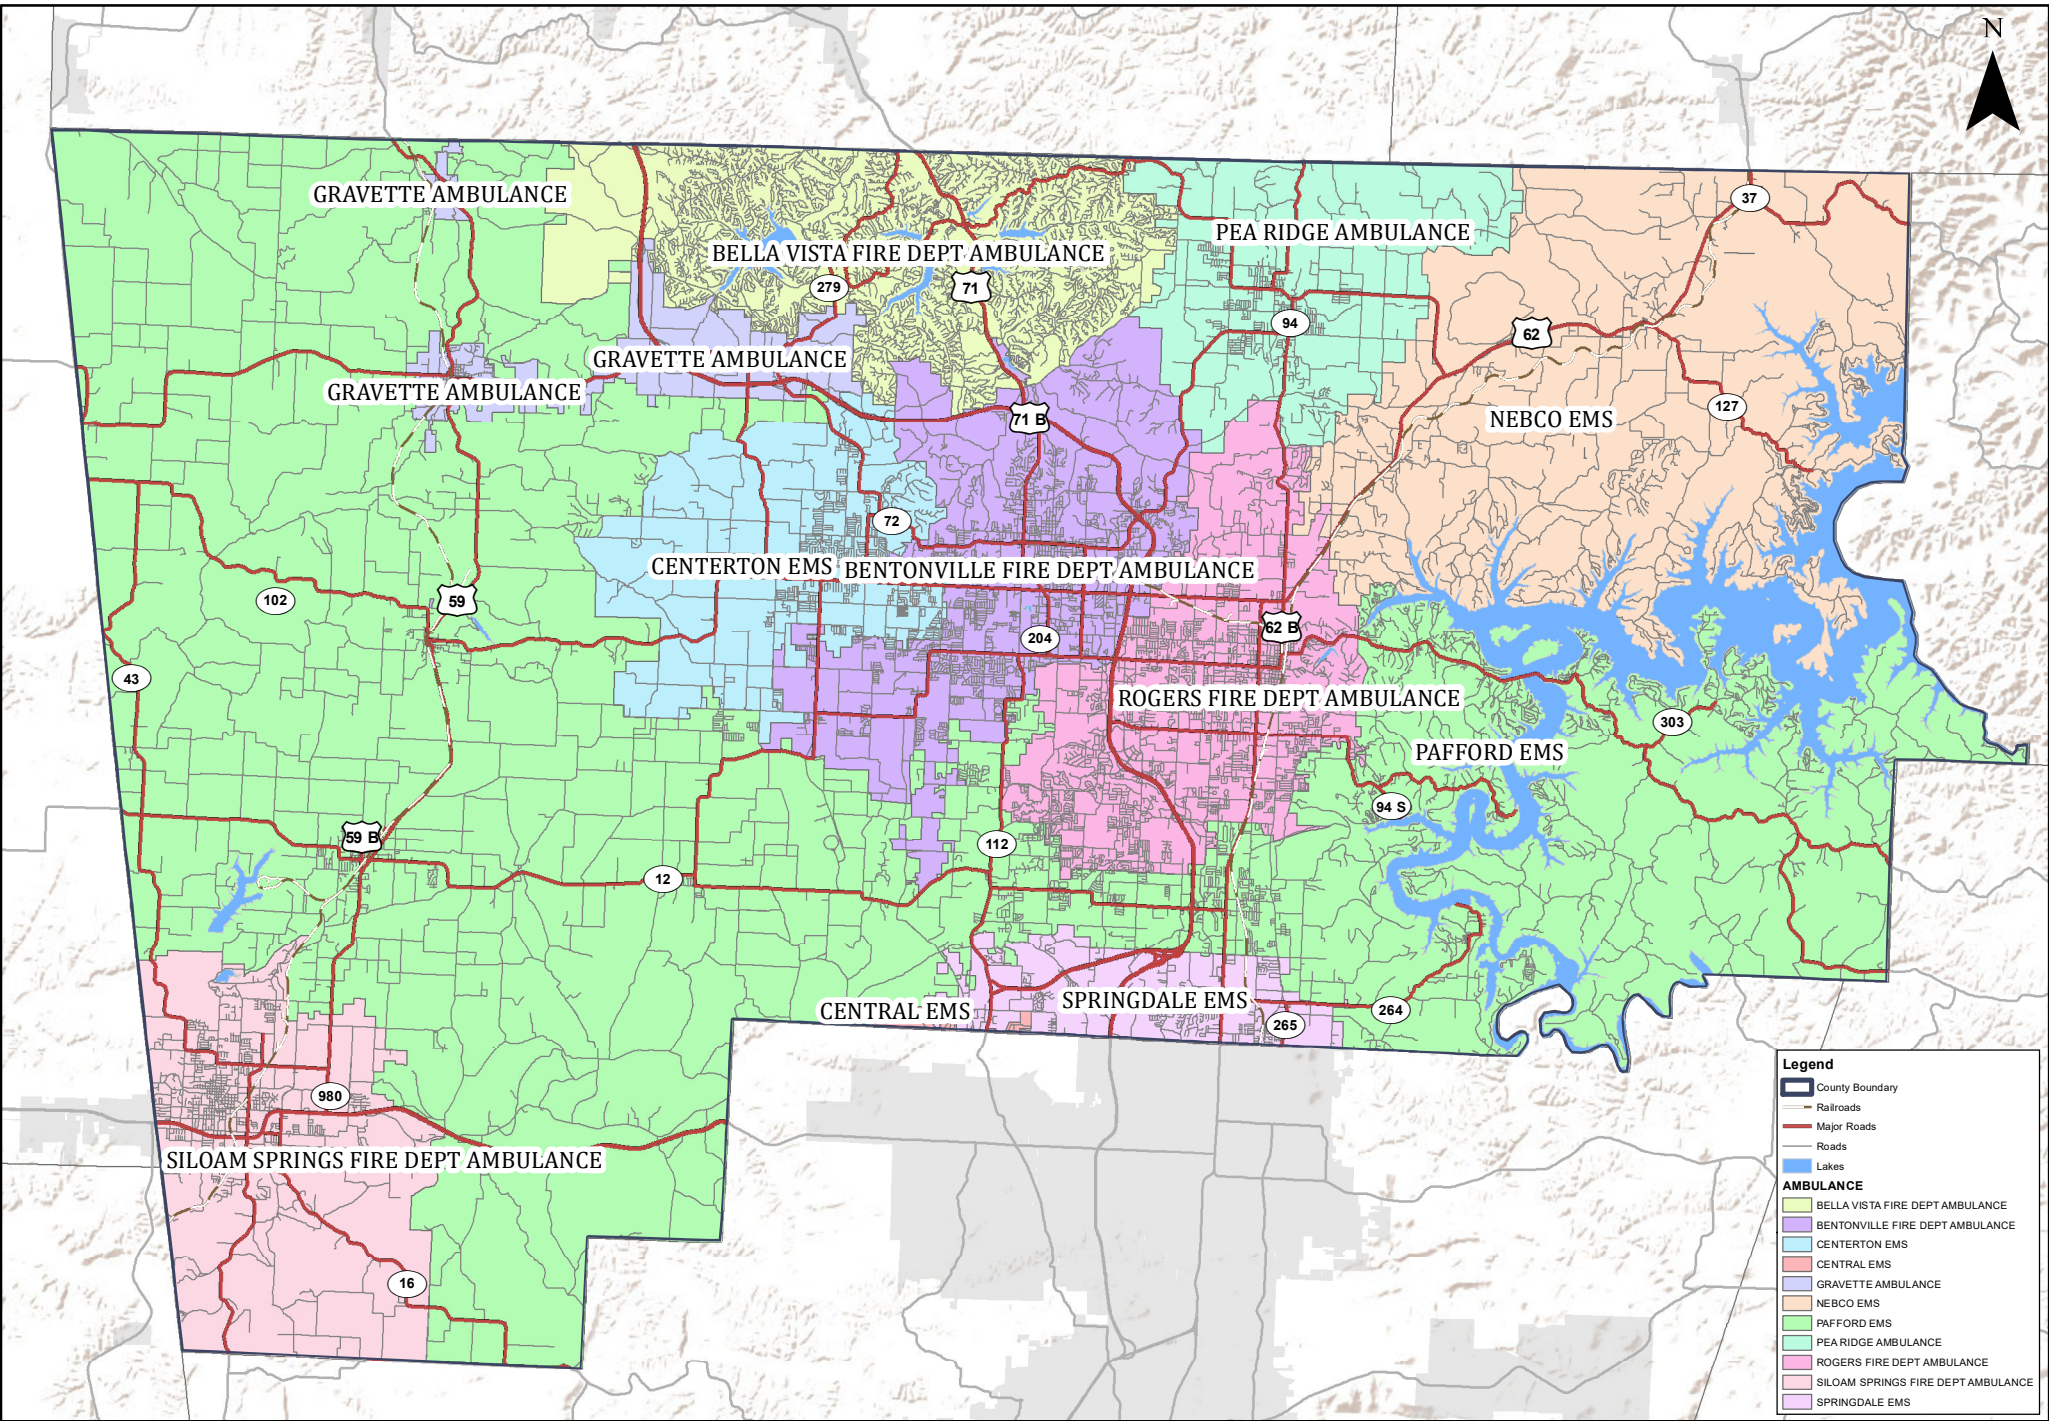 N
37
GRAVETTE AMBULANCE
PEA RIDGE AMBULANCE
BELLA VISTA FIRE DEPT AMBULANCE
279
71
94
62
GRAVETTE AMBULANCE
GRAVETTE AMBULANCE
127
71 B
NEBCO EMS
72
CENTERTON EMS
BENTONVILLE FIRE DEPT AMBULANCE
102
59
62 B
204
43
ROGERS FIRE DEPT AMBULANCE
303
PAFFORD EMS
94 S
59 B
112
12
CENTRAL EMS
SPRINGDALE EMS
264
265
980
SILOAM SPRINGS FIRE DEPT AMBULANCE
16
Legend
County Boundary
Railroads
Major Roads
Roads
Lakes
AMBULANCE
BELLA VISTA FIRE DEPT AMBULANCE
BENTONVILLE FIRE DEPT AMBULANCE
CENTERTON EMS
CENTRAL EMS
GRAVETTE AMBULANCE
NEBCO EMS
PAFFORD EMS
PEA RIDGE AMBULANCE
ROGERS FIRE DEPT AMBULANCE
SILOAM SPRINGS FIRE DEPT AMBULANCE
SPRINGDALE EMS